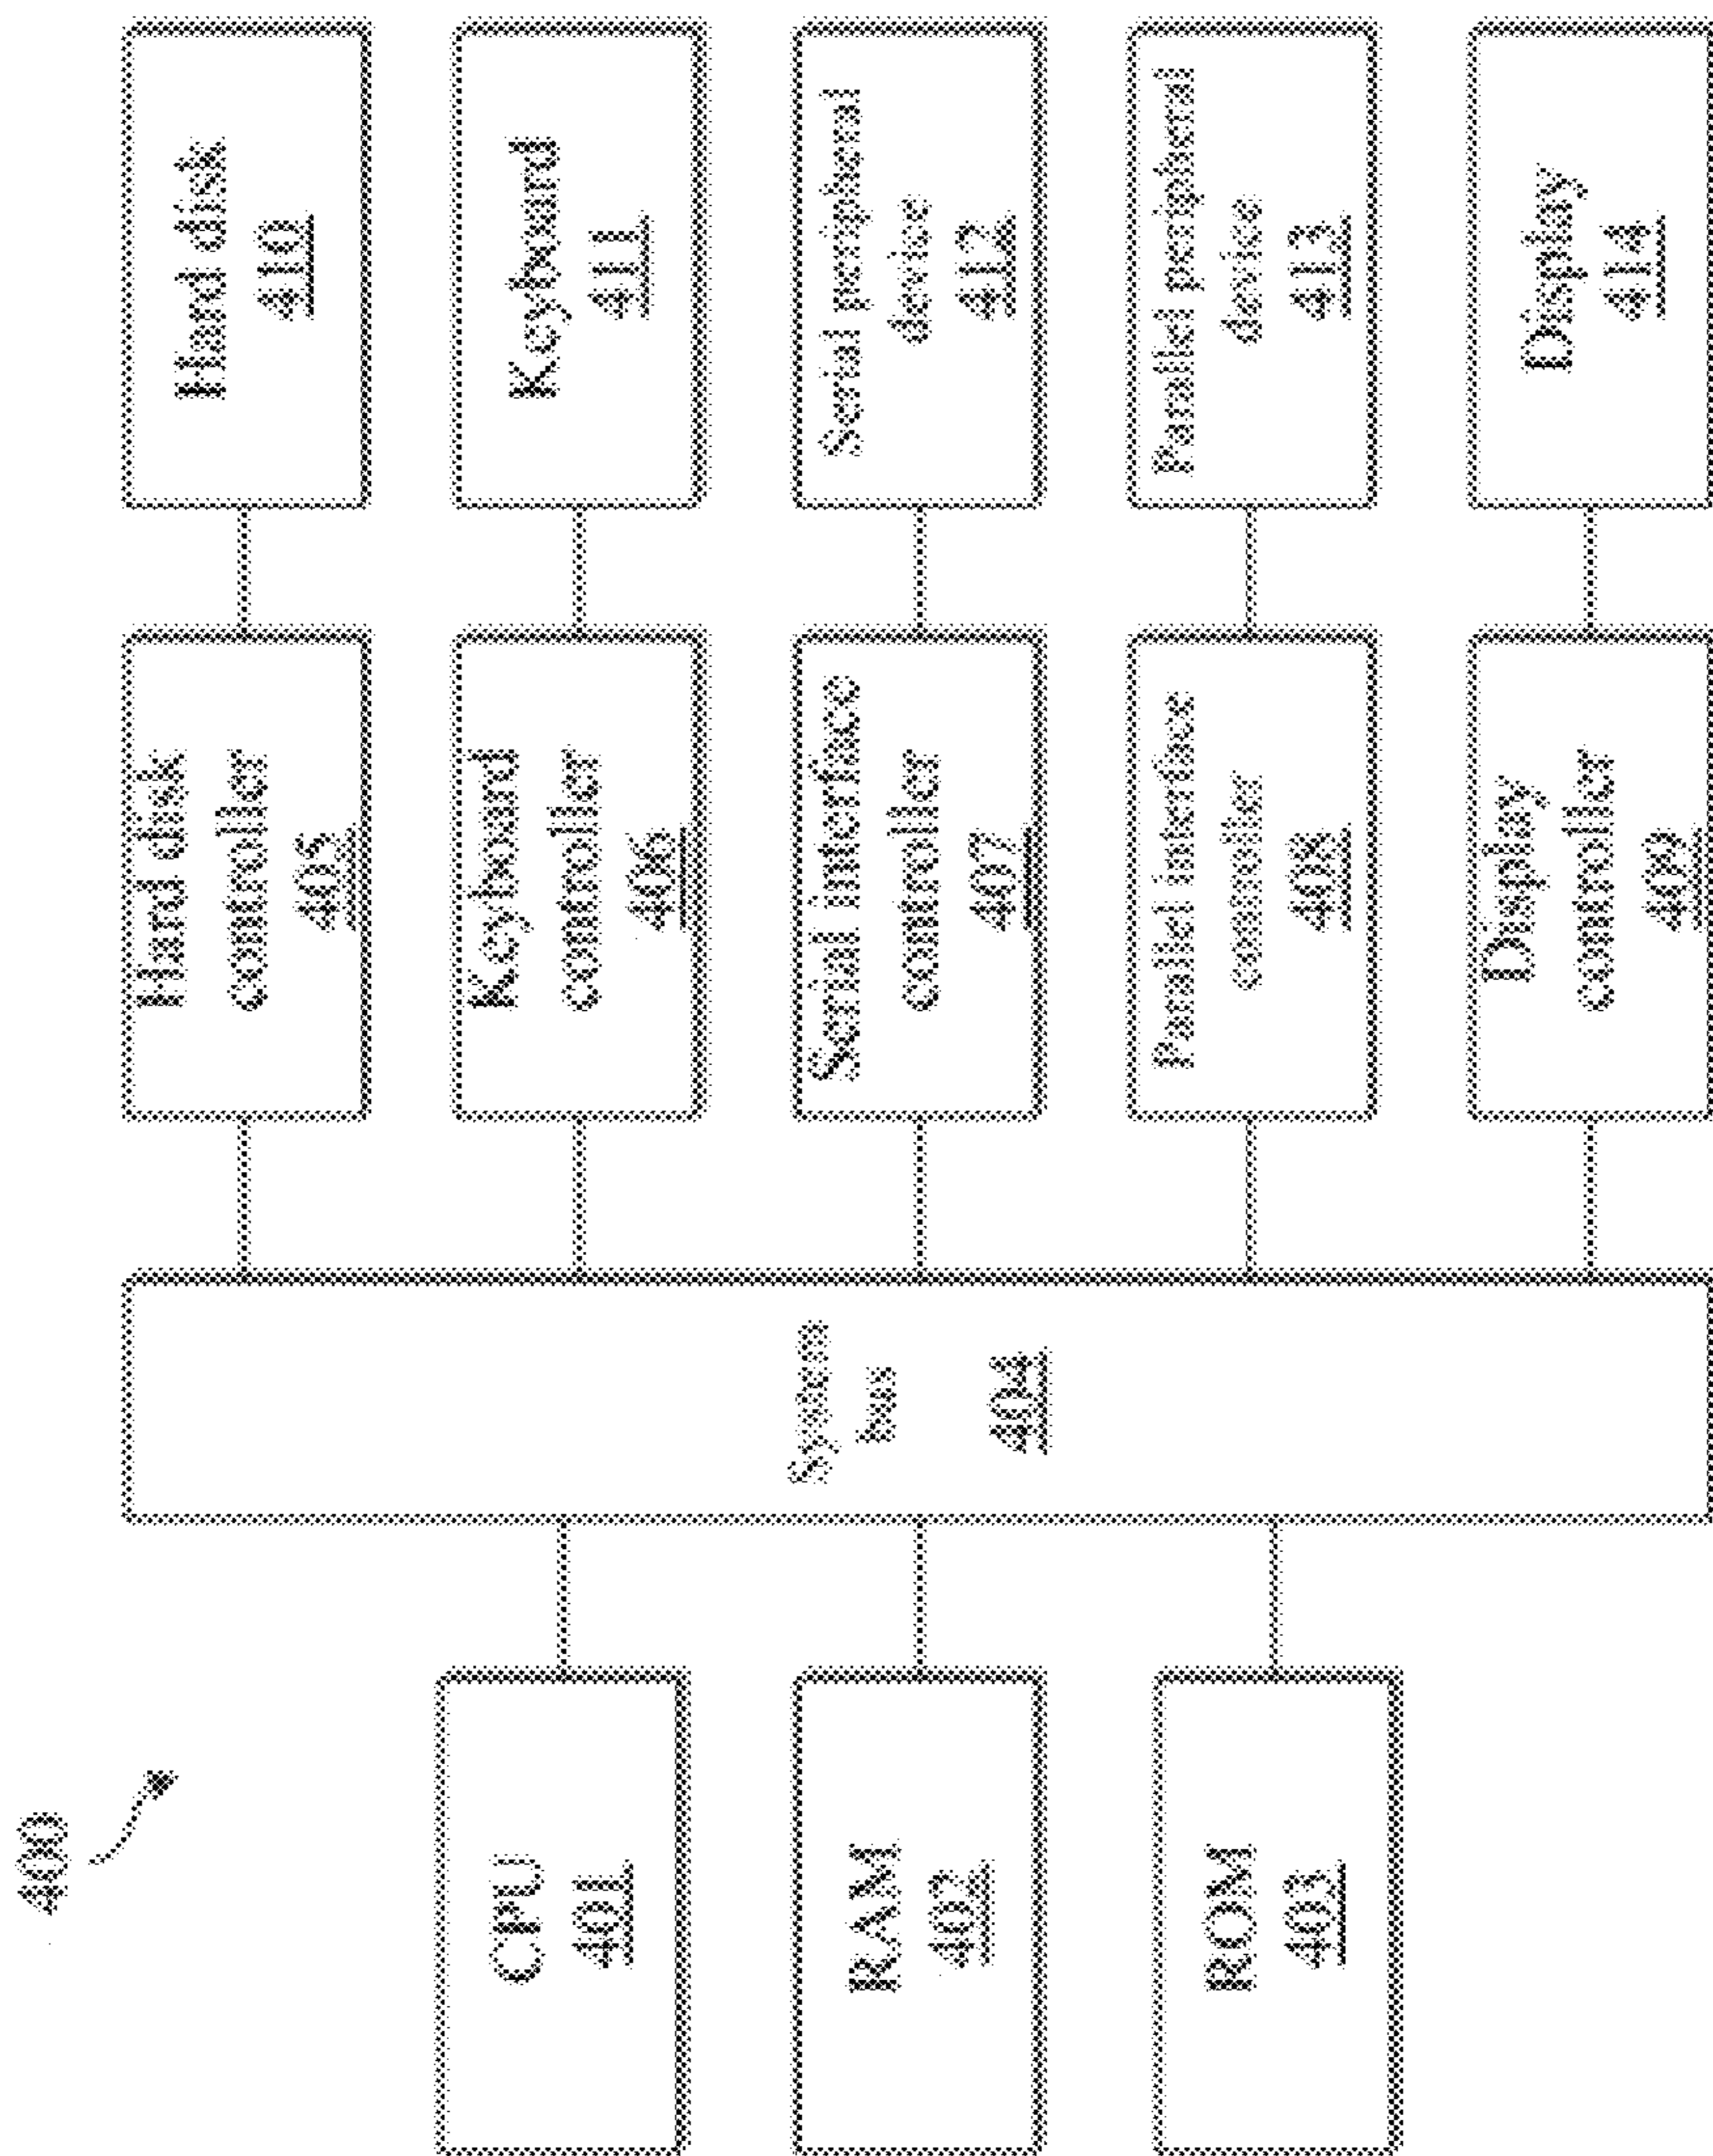 400
CPU
401
RAM
402
ROM
403
System
bus
404
Hard disk
controller
405
Keyboard
controller
406
Serial interface
controller
407
Parallel interface
controller
408
Display
controller
409
Hard disk
410
Keyboard
411
Serial peripheral
device
412
Parallel peripheral
device
413
Display
414